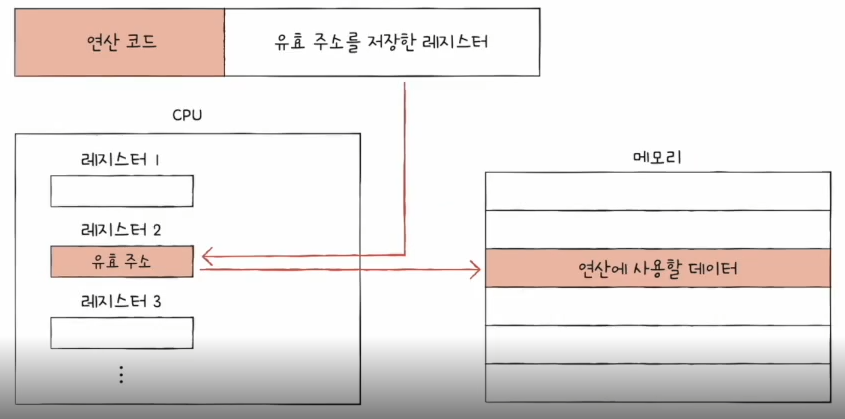 연산 코드
유효 주소를 저장한 레지스터
CPU
레지스터 1
레지스터 2
유효 주소
레지스터 3
⋮
메모리
연산에 사용할 데이터